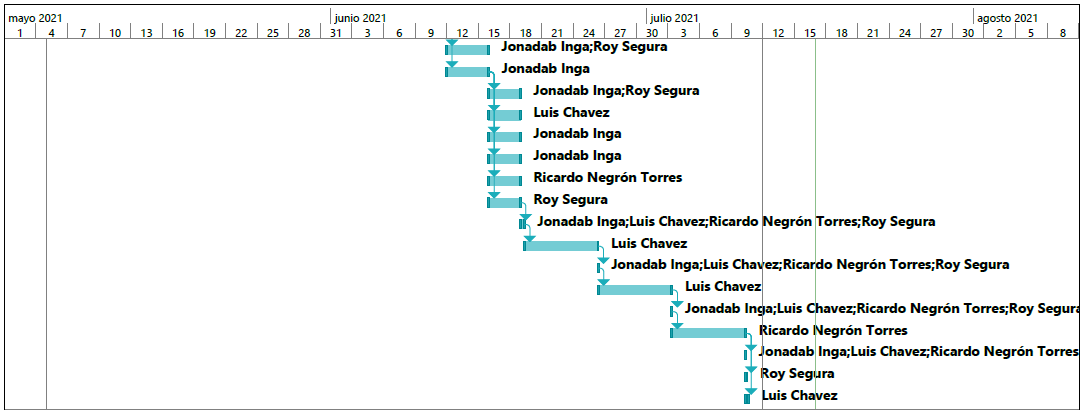 mayo 2021 junio 2021 julio 2021 agosto 2021
1 4 7 10 13 16 19 22 25 28 31 3 6 9 12 15 18 21 24 27 30 3 6 9 12 15 18 21 24 27 30 2 5 8
Jonadab Inga;Roy Segura
Jonadab Inga
Jonadab Inga;Roy Segura
Luis Chavez
Jonadab Inga
Jonadab Inga
Ricardo Negrón Torres
Roy Segura
Jonadab Inga;Luis Chavez;Ricardo Negrón Torres;Roy Segura
Luis Chavez
Jonadab Inga;Luis Chavez;Ricardo Negrón Torres;Roy Segura
Luis Chavez
Jonadab Inga;Luis Chavez;Ricardo Negrón Torres;Roy Segura
Ricardo Negrón Torres
Jonadab Inga;Luis Chavez;Ricardo Negrón Torres
Roy Segura
Luis Chavez